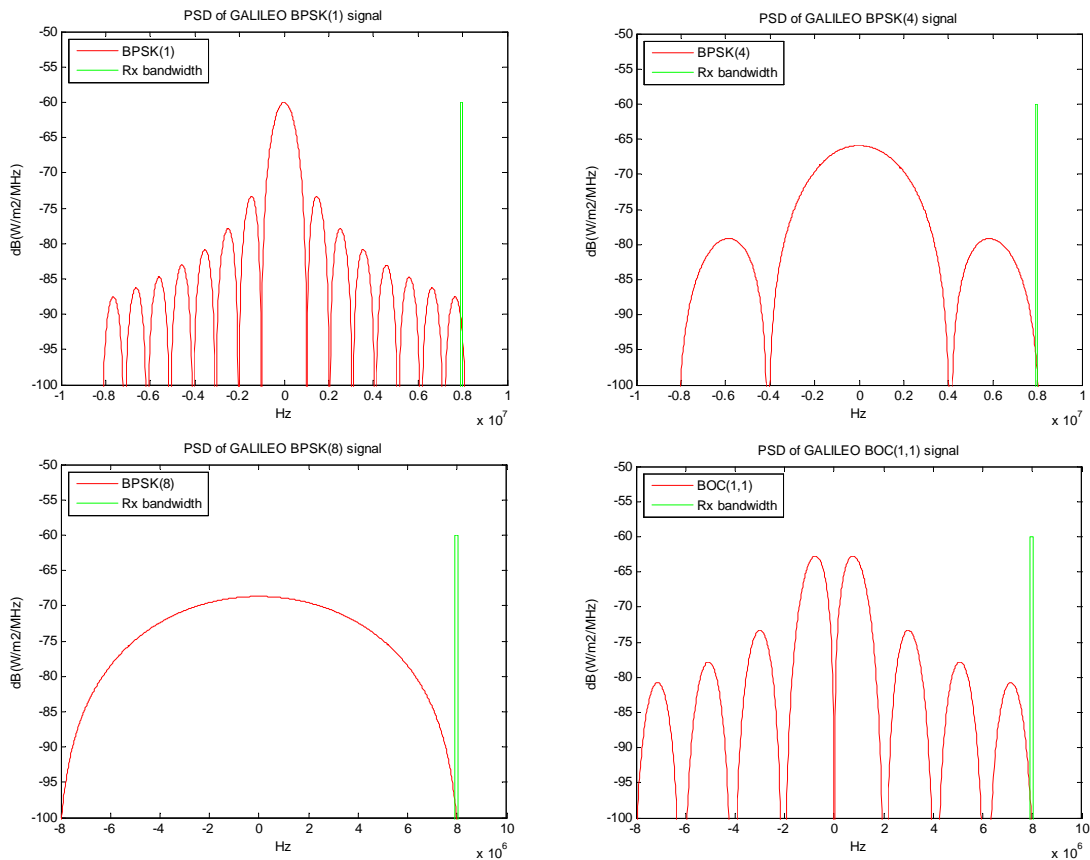 PSD of GALILEO BPSK(1) signal
BPSK(1)
Rx bandwidth
dB(W/m2/MHz)
-50
-55
-60
-65
-70
-75
-80
-85
-90
-95
-100
-1 -0.8 -0.6 -0.4 -0.2 0 0.2 0.4 0.6 0.8 1
Hz
x 10^7
PSD of GALILEO BPSK(4) signal
BPSK(4)
Rx bandwidth
dB(W/m2/MHz)
-50
-55
-60
-65
-70
-75
-80
-85
-90
-95
-100
-1 -0.8 -0.6 -0.4 -0.2 0 0.2 0.4 0.6 0.8 1
Hz
x 10^7
PSD of GALILEO BPSK(8) signal
BPSK(8)
Rx bandwidth
dB(W/m2/MHz)
-50
-55
-60
-65
-70
-75
-80
-85
-90
-95
-100
-8 -6 -4 -2 0 2 4 6 8 10
Hz
x 10^6
PSD of GALILEO BOC(1,1) signal
BOC(1,1)
Rx bandwidth
dB(W/m2/MHz)
-50
-55
-60
-65
-70
-75
-80
-85
-90
-95
-100
-8 -6 -4 -2 0 2 4 6 8 10
Hz
x 10^6